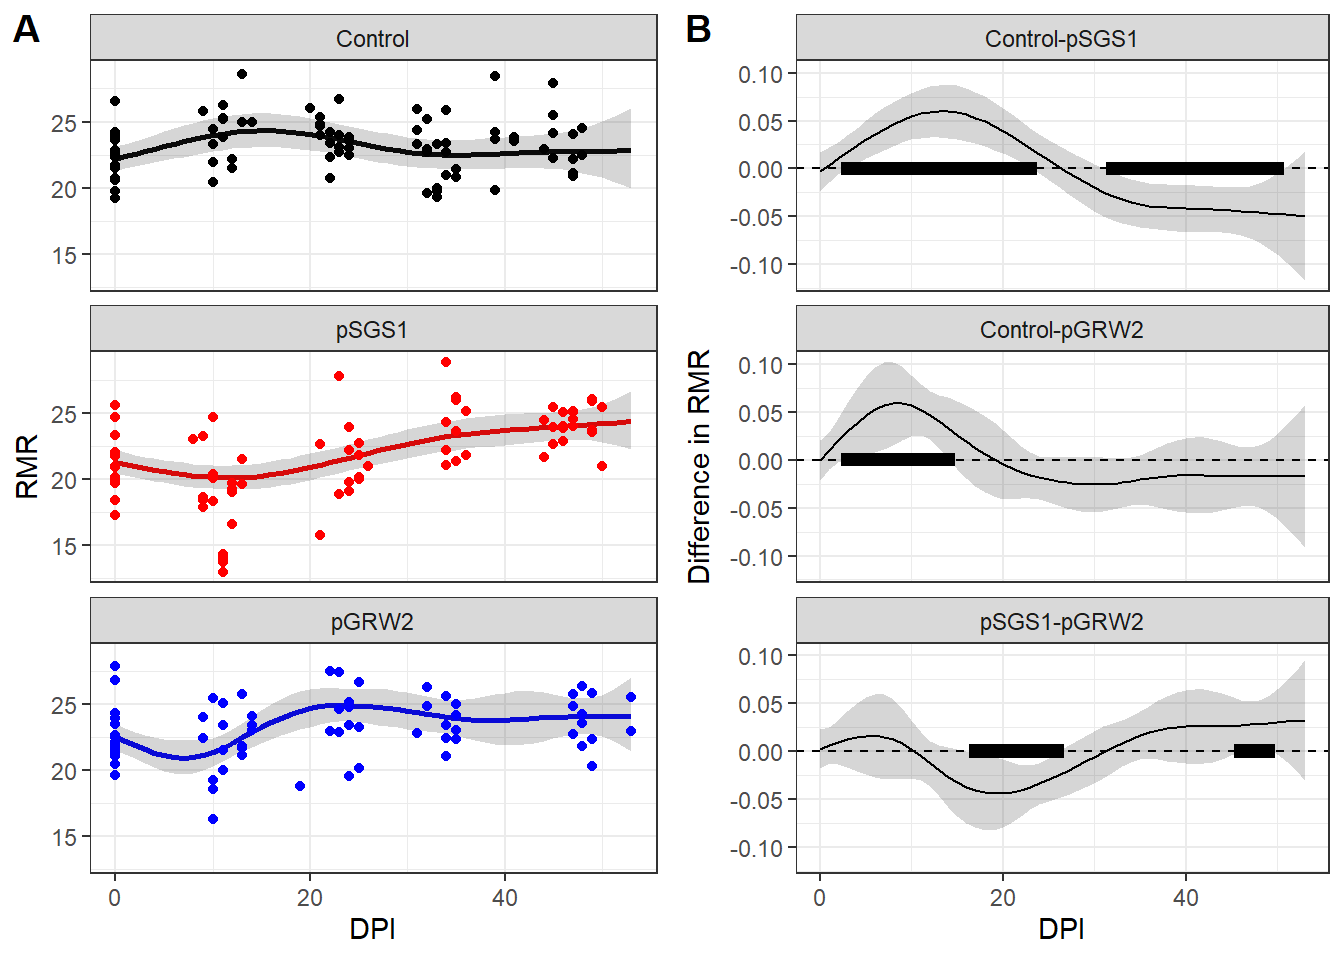 A
Control
25
20
15
pSGS1
25
20
15
pGRW2
25
20
15
0 20 40
DPI
RMR
B
Control-pSGS1
0.10
0.05
0.00
-0.05
-0.10
Control-pGRW2
0.10
0.05
0.00
-0.05
-0.10
pSGS1-pGRW2
0.10
0.05
0.00
-0.05
-0.10
0 20 40
DPI
Difference in RMR